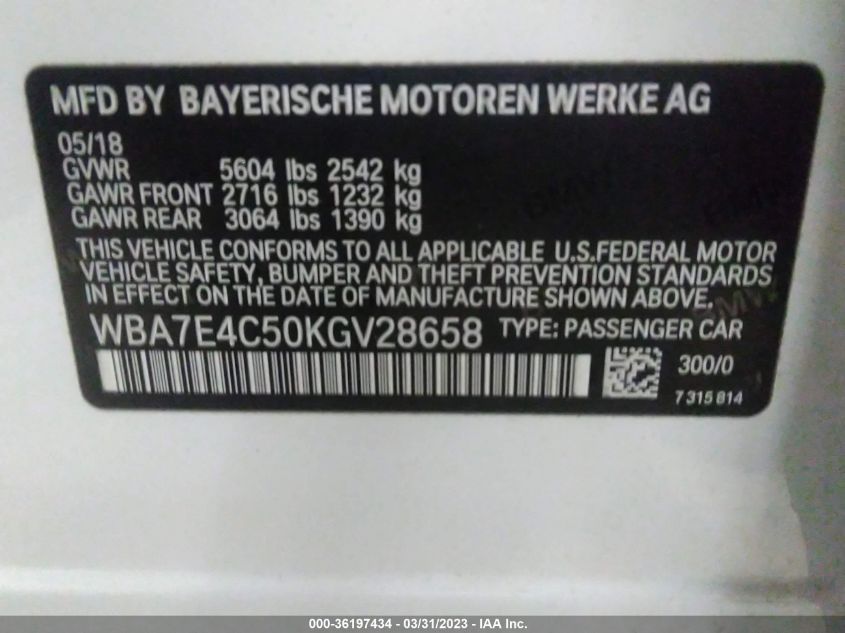 MFD BY BAYERISCHE MOTOREN WERKE AG
05/18
GVWR 5604 lbs 2542 kg
GAWR FRONT 2716 lbs 1232 kg
GAWR REAR 3064 lbs 1390 kg
THIS VEHICLE CONFORMS TO ALL APPLICABLE U.S.FEDERAL MOTOR
VEHICLE SAFETY, BUMPER AND THEFT PREVENTION STANDARDS
IN EFFECT ON THE DATE OF MANUFACTURE SHOWN ABOVE.
WBA7E4C50KGV28658 TYPE: PASSENGER CAR
300/0
7 315 814
BMW
BMW
BMW
000-36197434 - 03/31/2023 - IAA Inc.